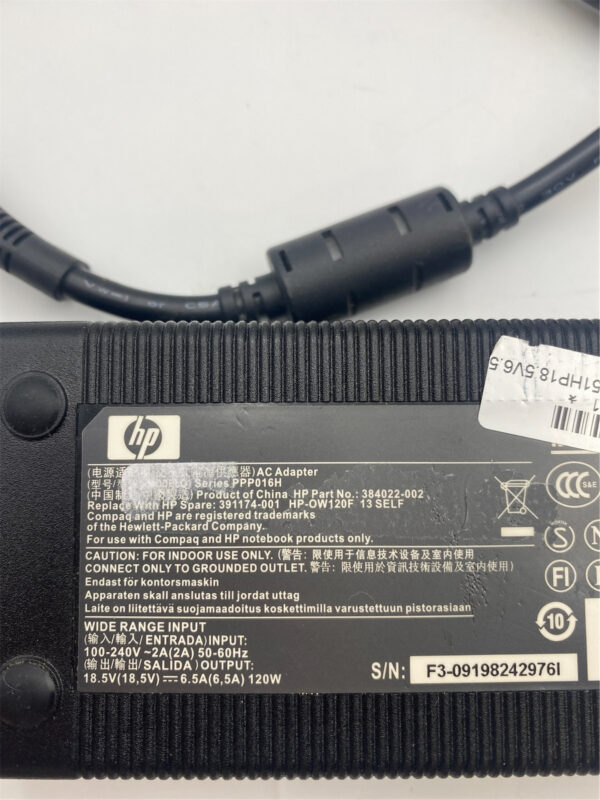 51HP18.5V6.5
hp
AC Adapter
Series PPP016H
Product of China HP Part No.: 384022-002
Replace With HP Spare: 391174-001 HP-OW120F 13 SELF
Compaq and HP are registered trademarks
of the Hewlett-Packard Company.
For use with Compaq and HP notebook products only.
CAUTION: FOR INDOOR USE ONLY. (警告: 限使用于信息技术设备及室内使用
CONNECT ONLY TO GROUNDED OUTLET. 警告: 限使用於資訊技術設備及室内使用)
Endast för kontorsmaskin
Apparaten skall anslutas till jordat uttag
Laite on liitettävä suojamaadoitus koskettimilla varustettuun pistorasiaan
WIDE RANGE INPUT
(输入/輸入/ ENTRADA) INPUT:
100-240V ~2A(2A) 50-60Hz
(输出/輸出/ SALIDA) OUTPUT:
18.5V(18,5V) ⎓ 6.5A(6,5A) 120W
S/N: F3-09198242976I
CCC
S&E
S
FI
10